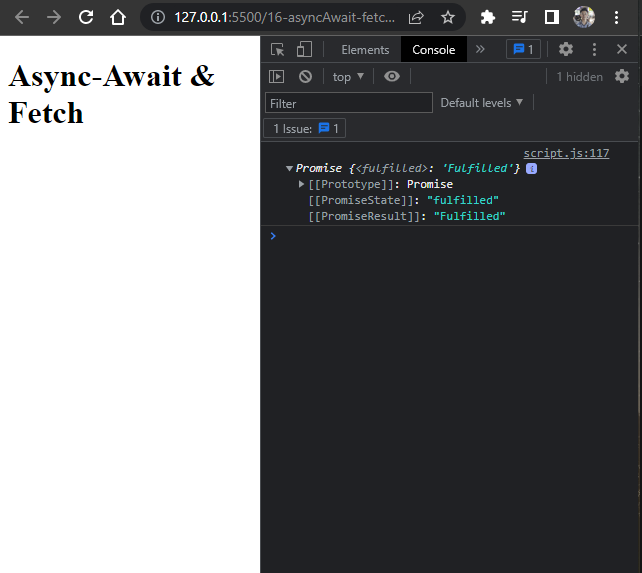 127.0.0.1:5500/16-asyncAwait-fetc...
Async-Await &
Fetch
Elements Console » 1
top ▼ 1 hidden
Filter Default levels ▼
1 Issue: 1
script.js:117
▼Promise {<fulfilled>: 'Fulfilled'} i
▶[[Prototype]]: Promise
[[PromiseState]]: "fulfilled"
[[PromiseResult]]: "Fulfilled"
>